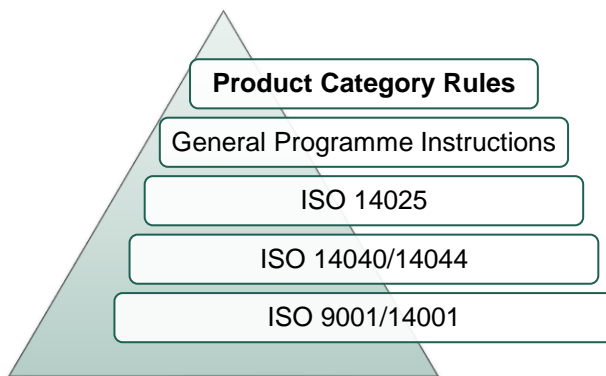 Product Category Rules
General Programme Instructions
ISO 14025
ISO 14040/14044
ISO 9001/14001